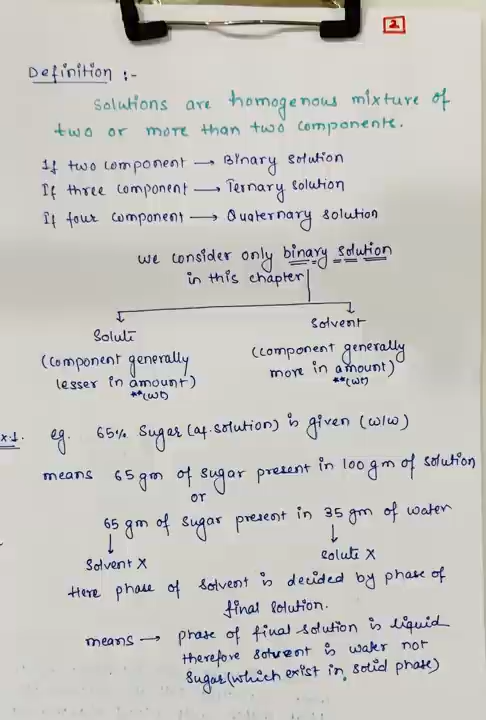 2
Definition :-
Solutions are homogenous mixture of
two or more than two components.
If two component → Binary solution
If three component → Ternary solution
If four component → Quaternary solution
we consider only binary solution
in this chapter
Solute
Solvent
(component generally
lesser in amount)
**(wt)
(component generally
more in amount)
**(wt)
x1. eg. 65% Sugar (aq. solution) is given (w/w)
means 65 gm of sugar present in 100 gm of solution
or
65 gm of sugar present in 35 gm of water
Solvent X
Solute X
Here phase of solvent is decided by phase of
final solution.
means → phase of final solution is liquid
therefore solvent is water not
Sugar (which exist in solid phase)